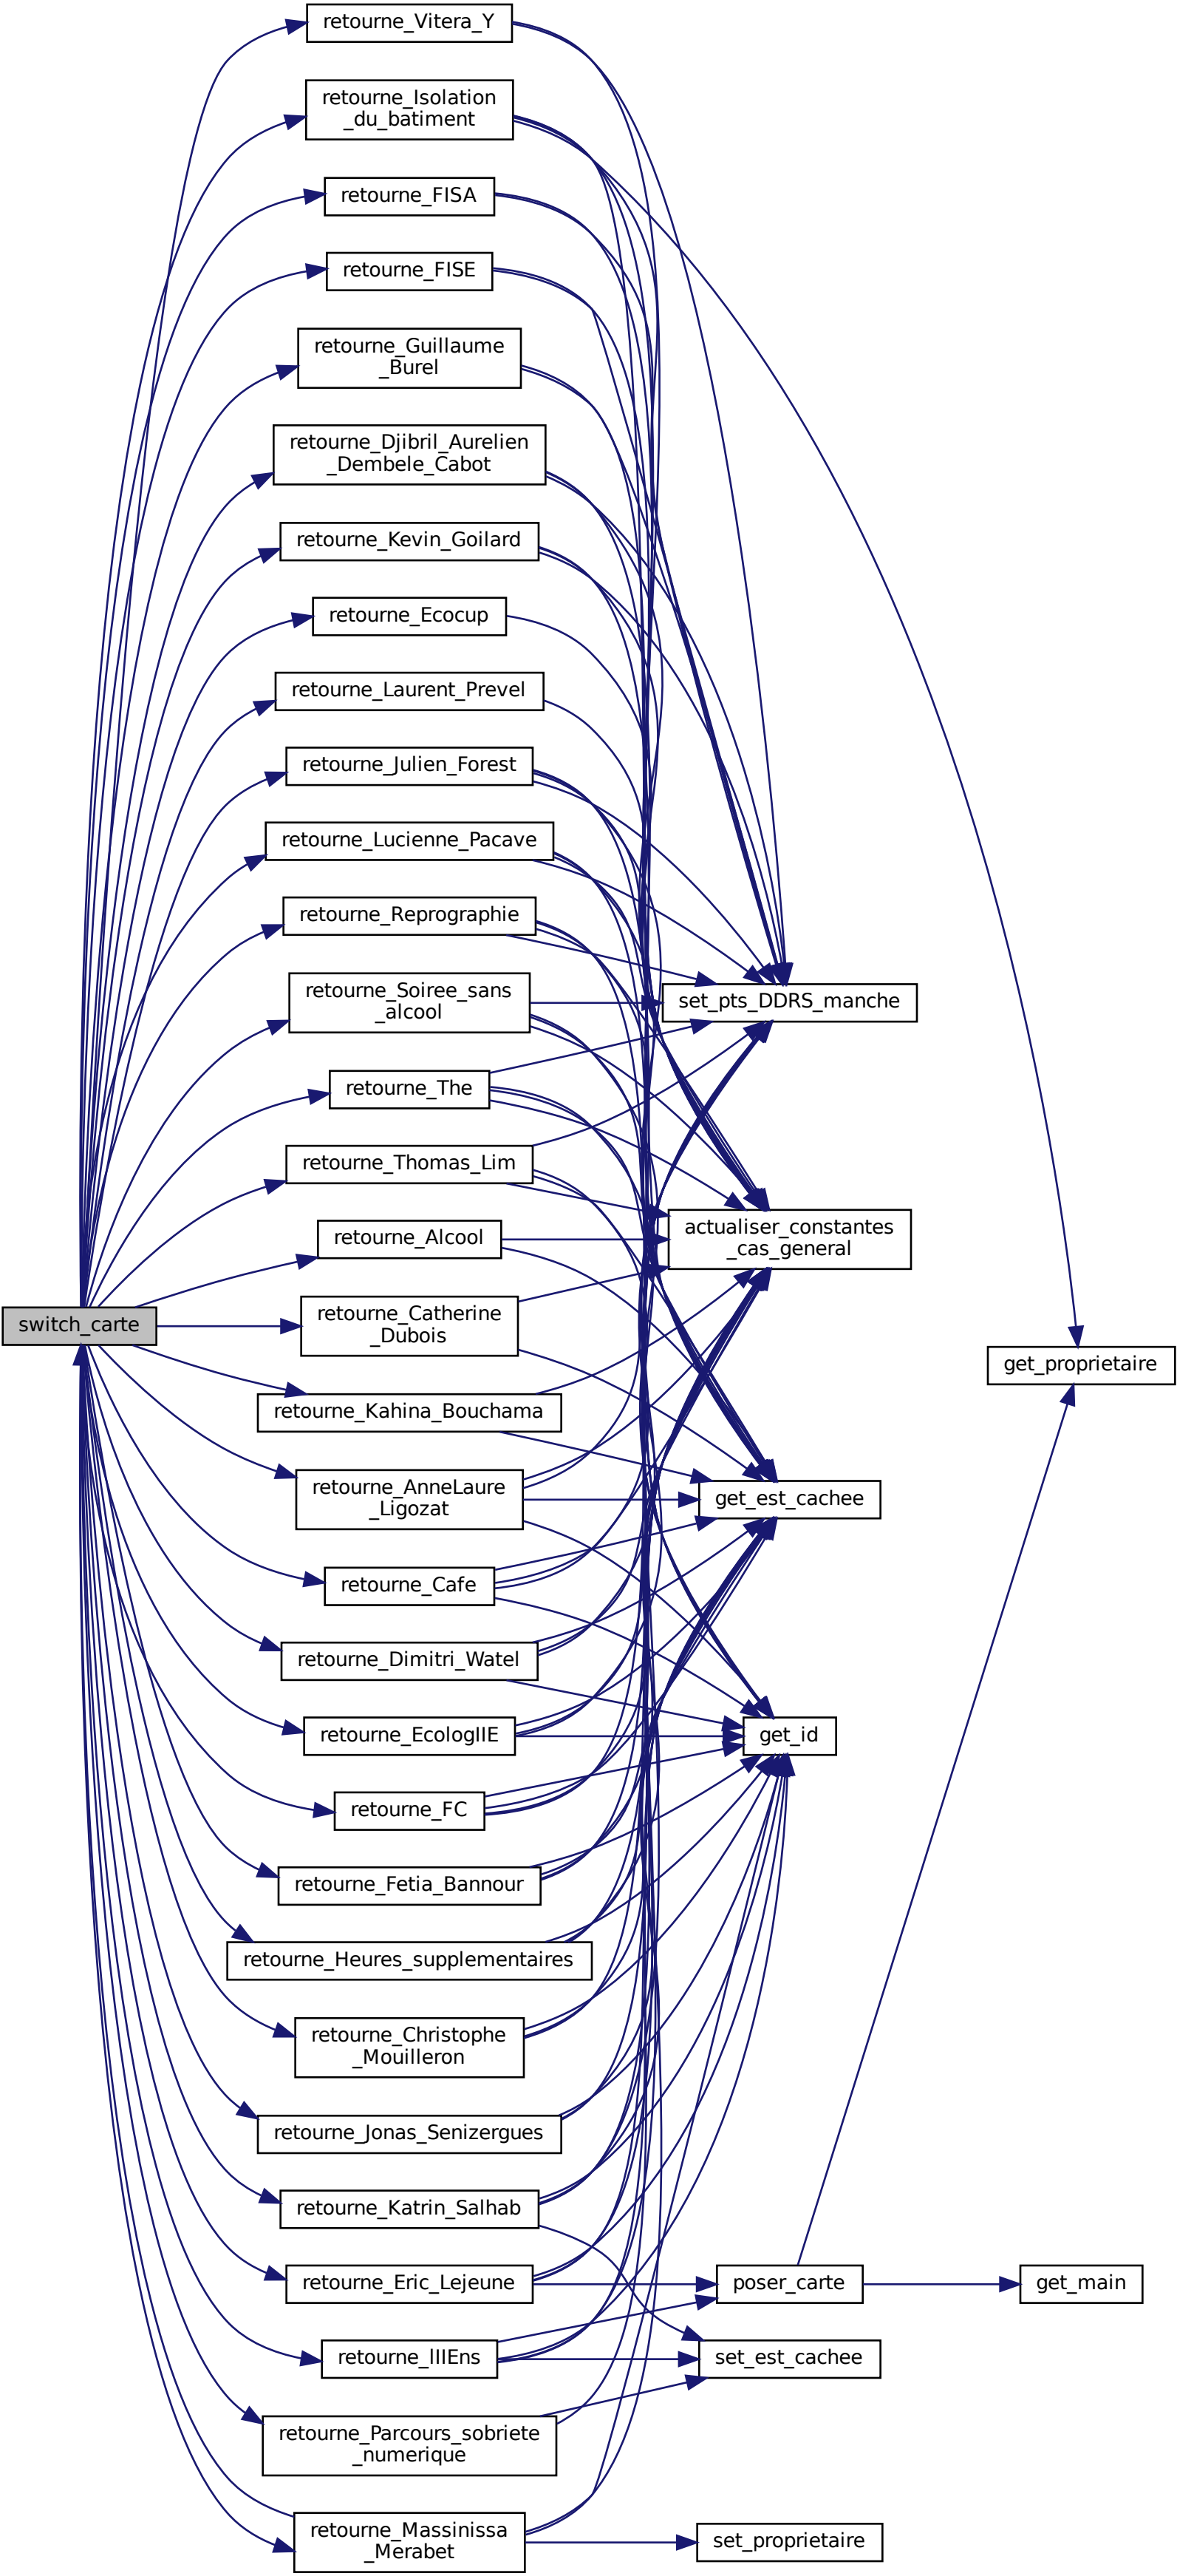 retourne_Vitera_Y
retourne_Isolation
_du_batiment
retourne_FISA
retourne_FISE
retourne_Guillaume
_Burel
retourne_Djibril_Aurelien
_Dembele_Cabot
retourne_Kevin_Goilard
retourne_Ecocup
retourne_Laurent_Prevel
retourne_Julien_Forest
retourne_Lucienne_Pacave
retourne_Reprographie
retourne_Soiree_sans
_alcool
retourne_The
retourne_Thomas_Lim
retourne_Alcool
switch_carte
retourne_Catherine
_Dubois
retourne_Kahina_Bouchama
retourne_AnneLaure
_Ligozat
retourne_Cafe
retourne_Dimitri_Watel
retourne_EcologIIE
retourne_FC
retourne_Fetia_Bannour
retourne_Heures_supplementaires
retourne_Christophe
_Mouilleron
retourne_Jonas_Senizergues
retourne_Katrin_Salhab
retourne_Eric_Lejeune
retourne_lIIEns
retourne_Parcours_sobriete
_numerique
retourne_Massinissa
_Merabet
set_pts_DDRS_manche
actualiser_constantes
_cas_general
get_est_cachee
get_id
poser_carte
set_est_cachee
set_proprietaire
get_proprietaire
get_main